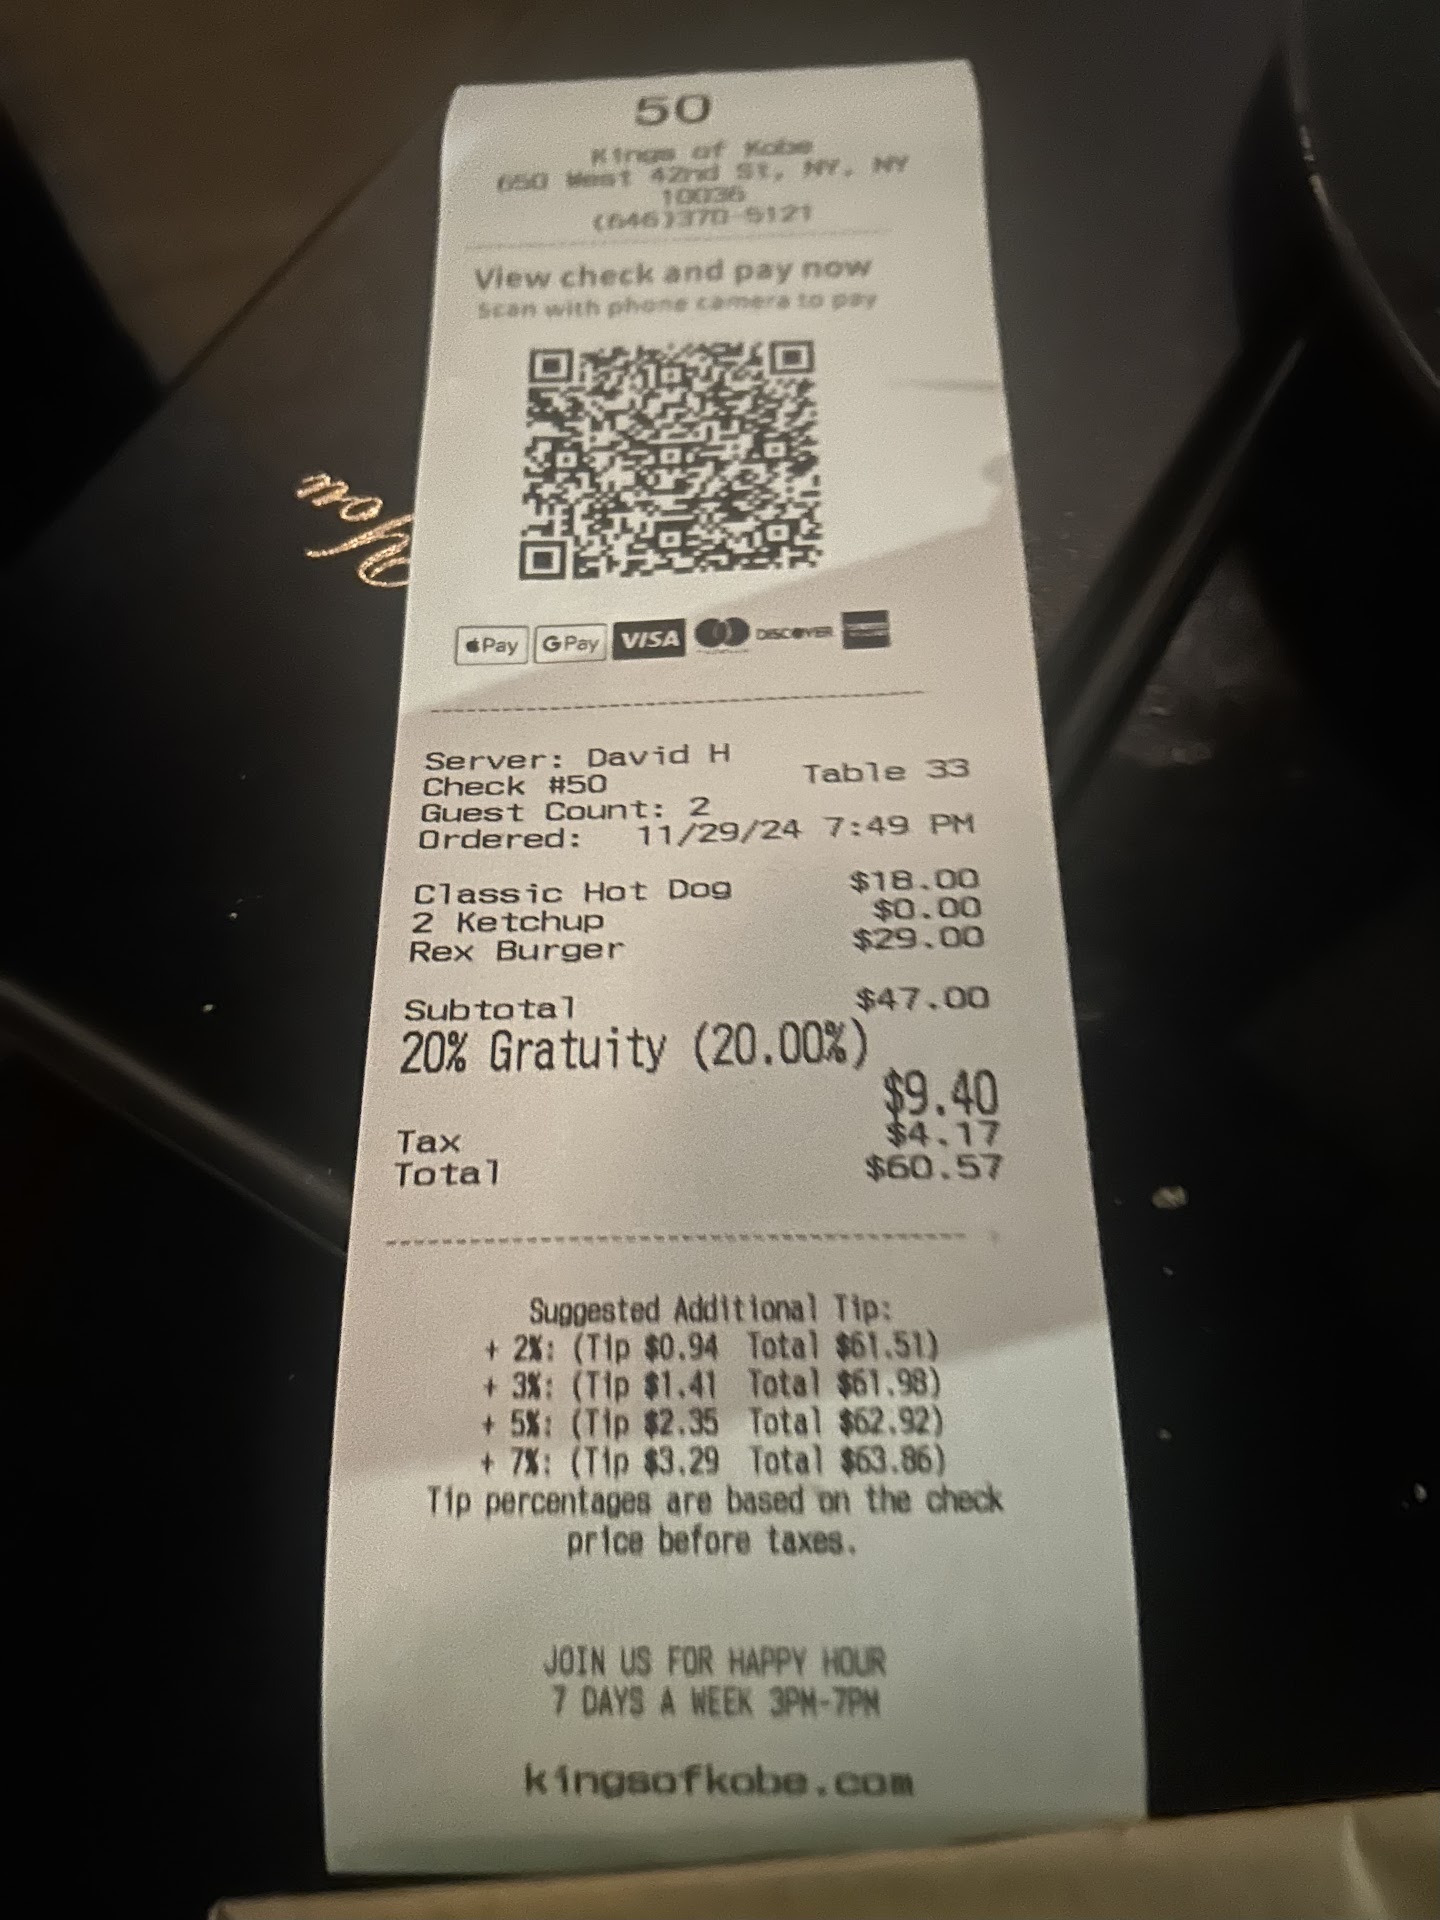 50
Kings of Kobe
650 West 42nd St, NY, NY
10036
(646)370-5121
View check and pay now
Scan with phone camera to pay
Pay GPay VISA DISCOVER
You
Server: David H
Check #50 Table 33
Guest Count: 2
Ordered: 11/29/24 7:49 PM
Classic Hot Dog $18.00
2 Ketchup $0.00
Rex Burger $29.00
Subtotal $47.00
20% Gratuity (20.00%)
$9.40
Tax $4.17
Total $60.57
Suggested Additional Tip:
+ 2%: (Tip $0.94 Total $61.51)
+ 3%: (Tip $1.41 Total $61.98)
+ 5%: (Tip $2.35 Total $62.92)
+ 7%: (Tip $3.29 Total $63.86)
Tip percentages are based on the check
price before taxes.
JOIN US FOR HAPPY HOUR
7 DAYS A WEEK 3PM-7PM
kingsofkobe.com